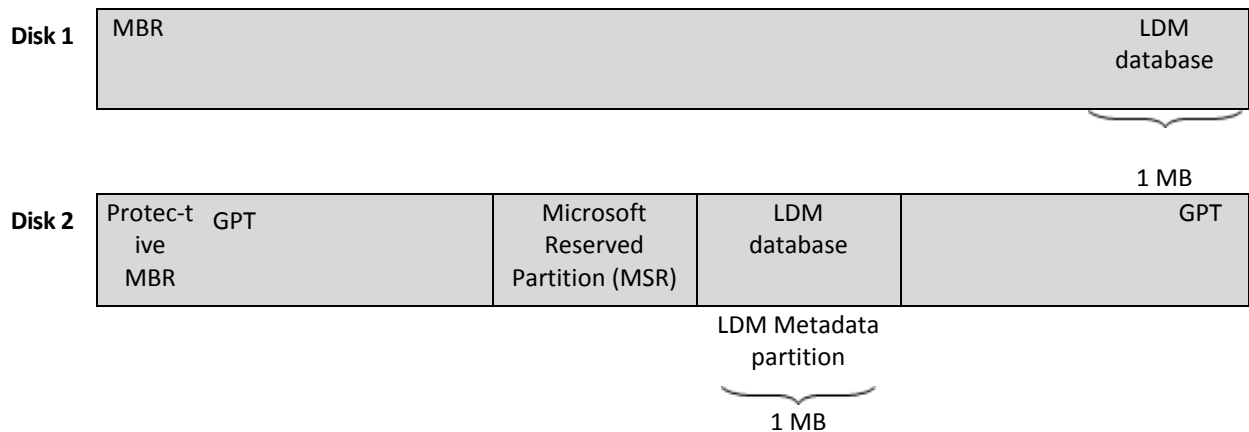 Disk 1
MBR
LDM
database
1 MB
Disk 2
Protec-t
ive
MBR
GPT
Microsoft
Reserved
Partition (MSR)
LDM
database
GPT
LDM Metadata
partition
1 MB